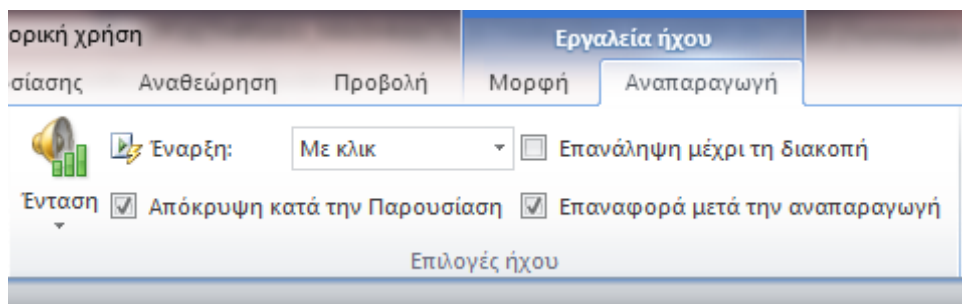 ορική χρήση
Εργαλεία ήχου
σίασης Αναθεώρηση Προβολή Μορφή Αναπαραγωγή
Έναρξη: Με κλικ Επανάληψη μέχρι τη διακοπή
Ένταση Απόκρυψη κατά την Παρουσίαση Επαναφορά μετά την αναπαραγωγή
Επιλογές ήχου